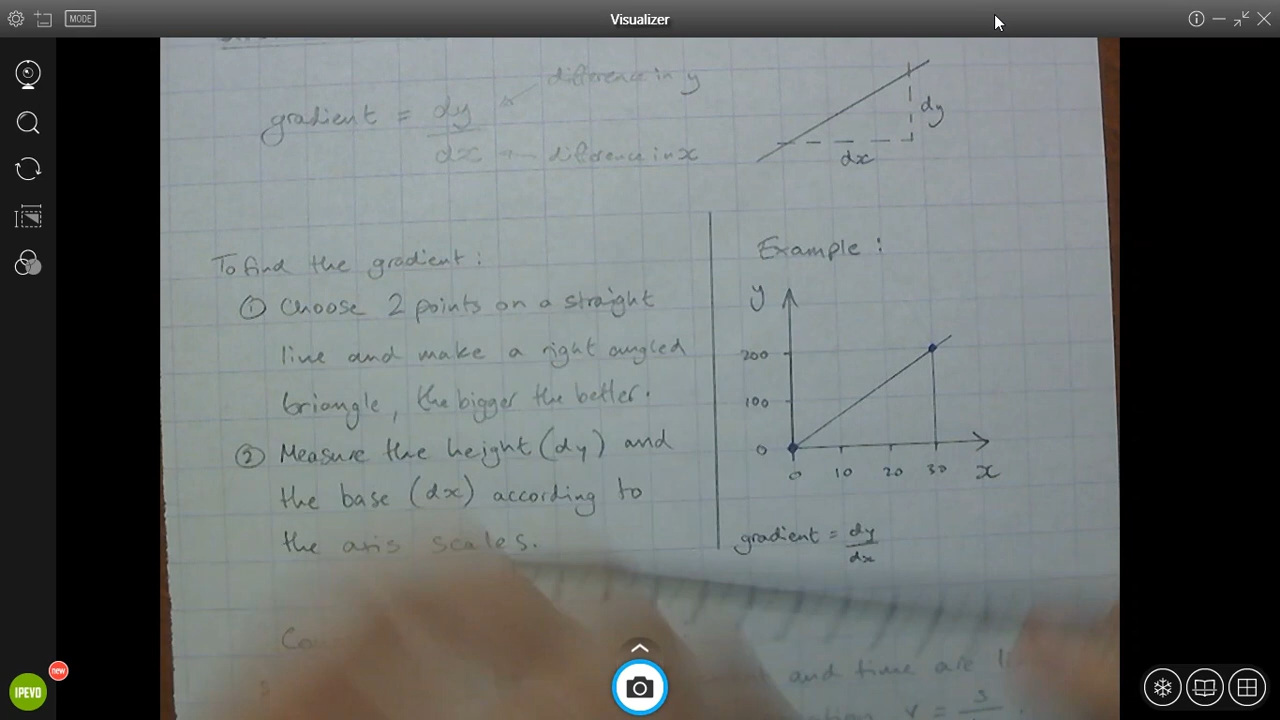 MODE
Visualizer
difference in y
gradient = dy/dx
difference in x
dy
dx
To find the gradient:
① Choose 2 points on a straight
line and make a right angled
triangle, the bigger the better.
② Measure the height (dy) and
the base (dx) according to
the axis scales.
Example:
y
200
100
0
0 10 20 30 x
gradient = dy/dx
and time are
v = s
new
IPEVO